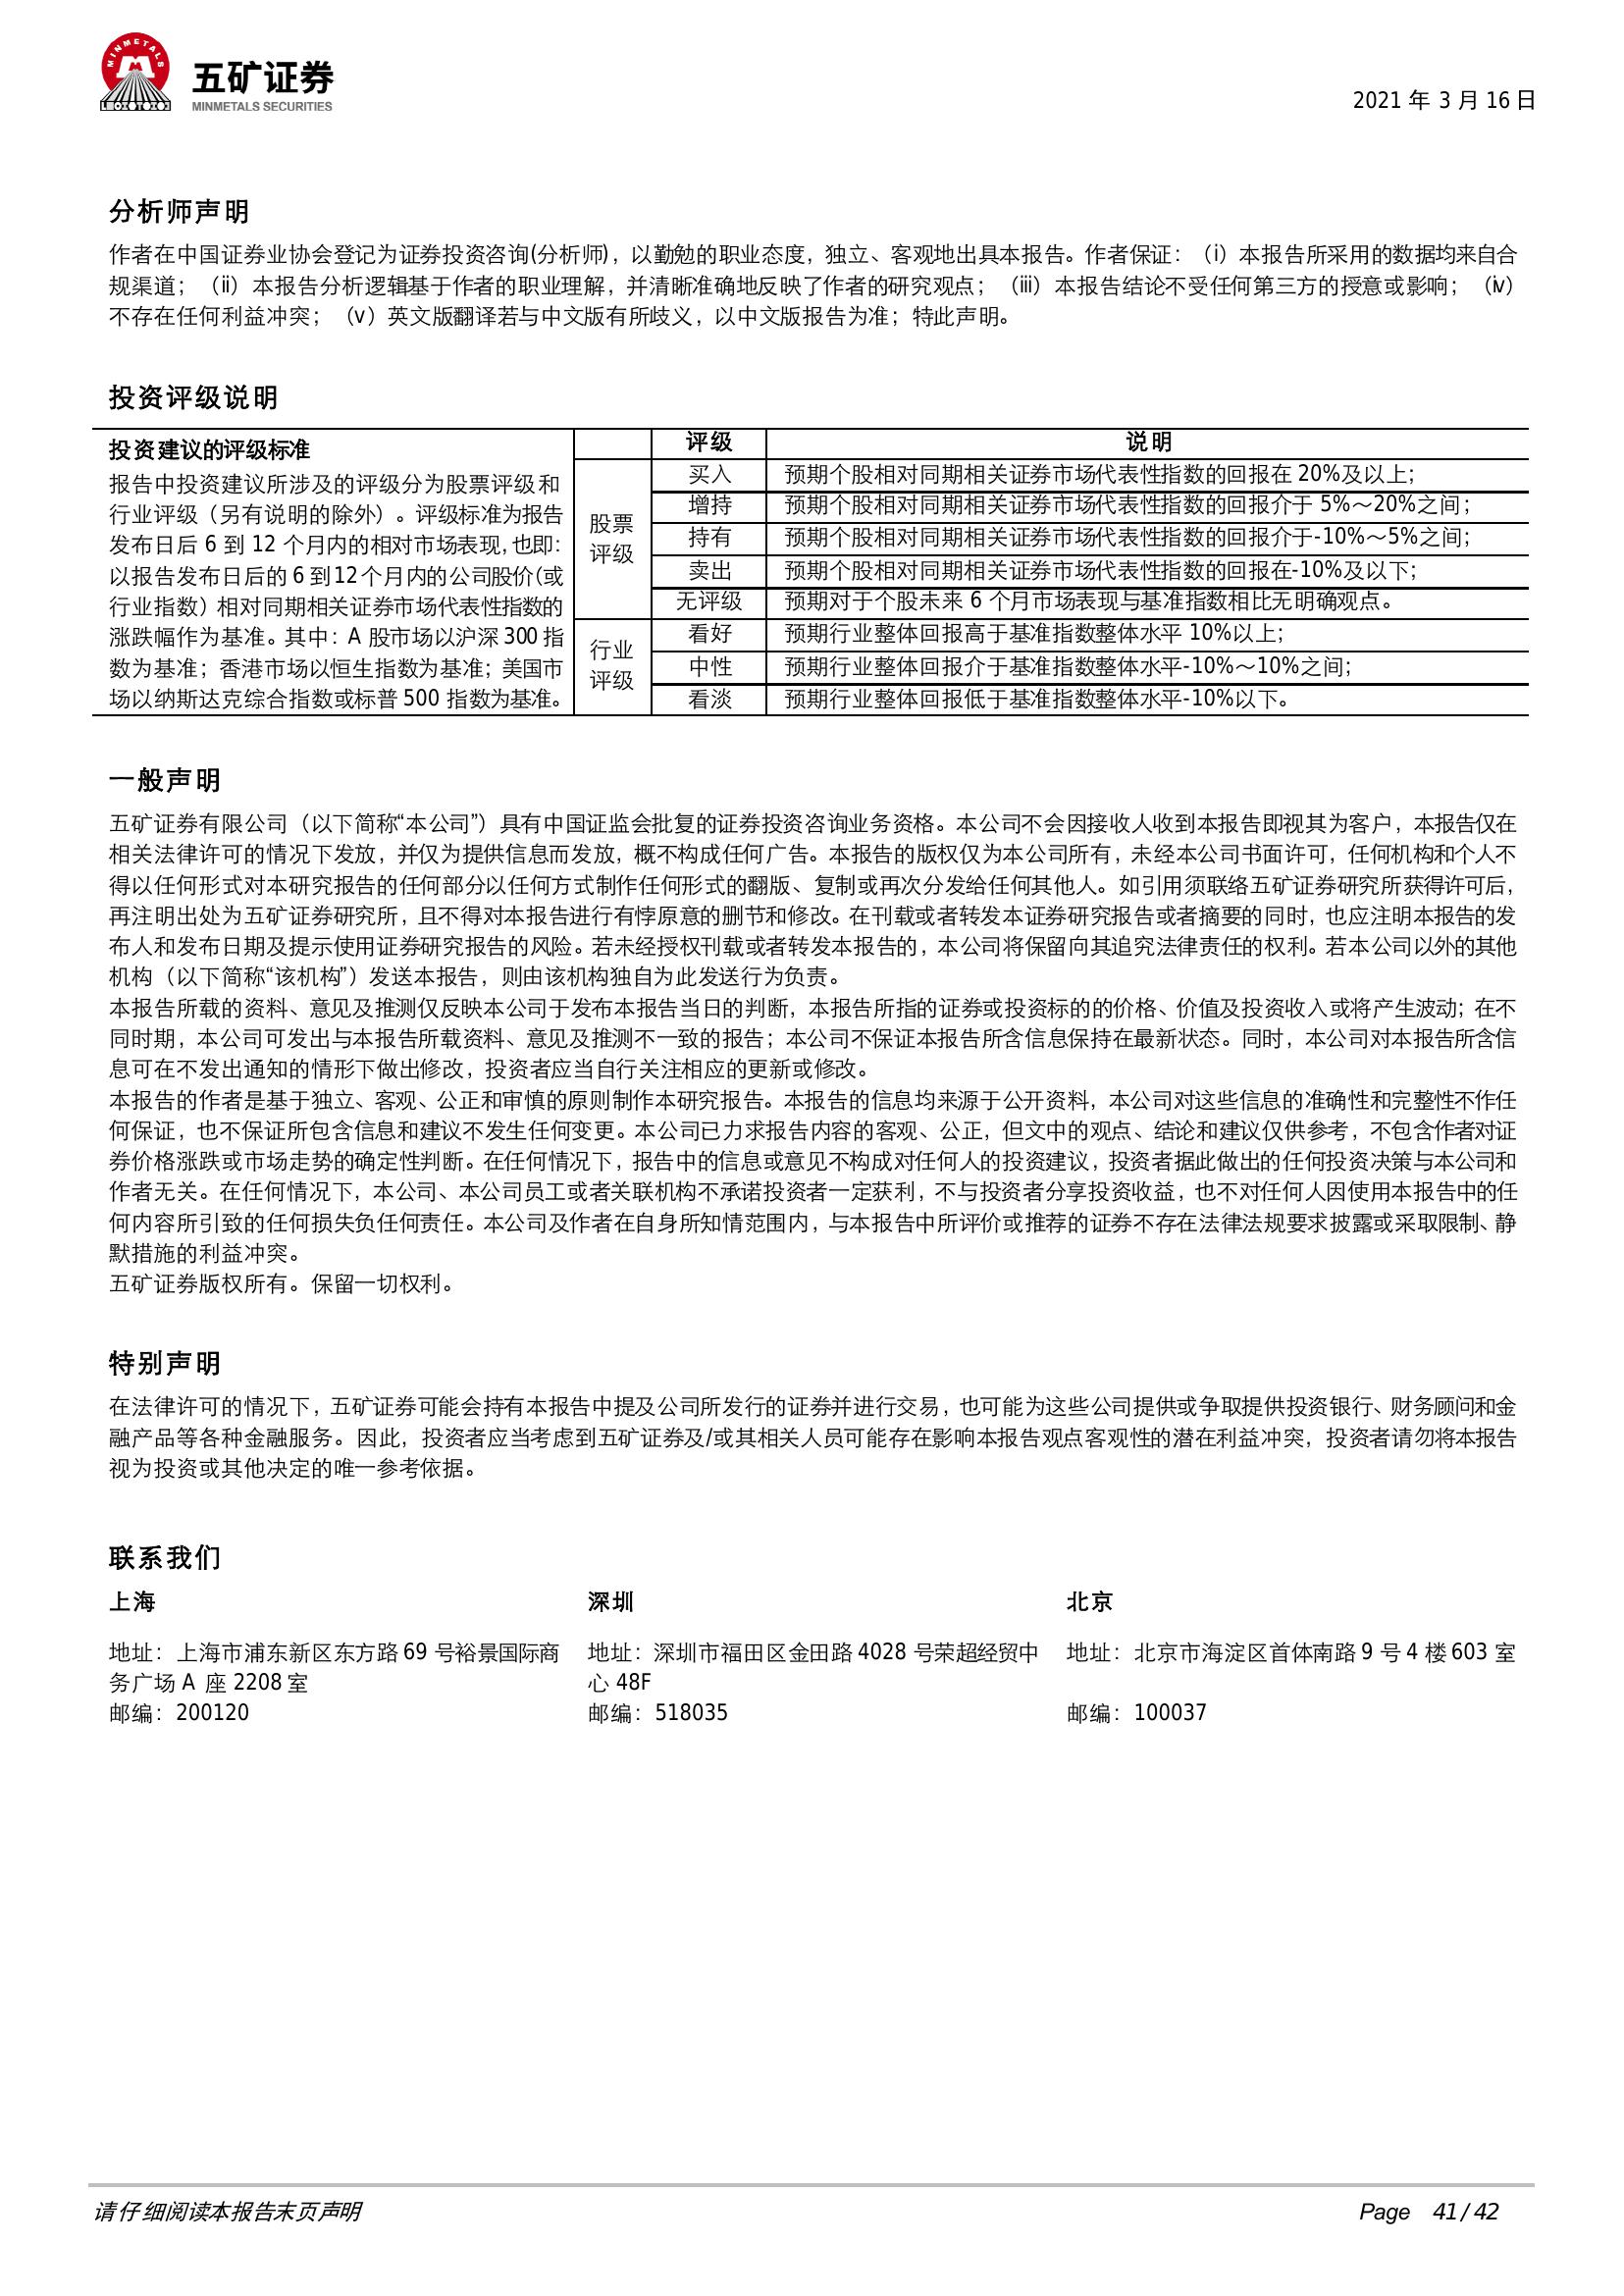 MINMETALS
五矿证券
MINMETALS SECURITIES
2021 年 3 月 16 日
分析师声明
作者在中国证券业协会登记为证券投资咨询(分析师)，以勤勉的职业态度，独立、客观地出具本报告。作者保证：（i）本报告所采用的数据均来自合
规渠道；（ii）本报告分析逻辑基于作者的职业理解，并清晰准确地反映了作者的研究观点；（iii）本报告结论不受任何第三方的授意或影响；（iv）
不存在任何利益冲突；（v）英文版翻译若与中文版有所歧义，以中文版报告为准；特此声明。
投资评级说明
投资建议的评级标准
报告中投资建议所涉及的评级分为股票评级和
行业评级（另有说明的除外）。评级标准为报告
发布日后 6 到 12 个月内的相对市场表现，也即：
以报告发布日后的 6 到 12 个月内的公司股价（或
行业指数）相对同期相关证券市场代表性指数的
涨跌幅作为基准。其中：A 股市场以沪深 300 指
数为基准；香港市场以恒生指数为基准；美国市
场以纳斯达克综合指数或标普 500 指数为基准。
评级 说明
股票
评级
买入 预期个股相对同期相关证券市场代表性指数的回报在 20%及以上；
增持 预期个股相对同期相关证券市场代表性指数的回报介于 5%～20%之间；
持有 预期个股相对同期相关证券市场代表性指数的回报介于-10%～5%之间；
卖出 预期个股相对同期相关证券市场代表性指数的回报在-10%及以下；
无评级 预期对于个股未来 6 个月市场表现与基准指数相比无明确观点。
行业
评级
看好 预期行业整体回报高于基准指数整体水平 10%以上；
中性 预期行业整体回报介于基准指数整体水平-10%～10%之间；
看淡 预期行业整体回报低于基准指数整体水平-10%以下。
一般声明
五矿证券有限公司（以下简称“本公司”）具有中国证监会批复的证券投资咨询业务资格。本公司不会因接收人收到本报告即视其为客户，本报告仅在
相关法律许可的情况下发放，并仅为提供信息而发放，概不构成任何广告。本报告的版权仅为本公司所有，未经本公司书面许可，任何机构和个人不
得以任何形式对本研究报告的任何部分以任何方式制作任何形式的翻版、复制或再次分发给任何其他人。如引用须联络五矿证券研究所获得许可后，
再注明出处为五矿证券研究所，且不得对本报告进行有悖原意的删节和修改。在刊载或者转发本证券研究报告或者摘要的同时，也应注明本报告的发
布人和发布日期及提示使用证券研究报告的风险。若未经授权刊载或者转发本报告的，本公司将保留向其追究法律责任的权利。若本公司以外的其他
机构（以下简称“该机构”）发送本报告，则由该机构独自为此发送行为负责。
本报告所载的资料、意见及推测仅反映本公司于发布本报告当日的判断，本报告所指的证券或投资标的的价格、价值及投资收入或将产生波动；在不
同时期，本公司可发出与本报告所载资料、意见及推测不一致的报告；本公司不保证本报告所含信息保持在最新状态。同时，本公司对本报告所含信
息可在不发出通知的情形下做出修改，投资者应当自行关注相应的更新或修改。
本报告的作者是基于独立、客观、公正和审慎的原则制作本研究报告。本报告的信息均来源于公开资料，本公司对这些信息的准确性和完整性不作任
何保证，也不保证所包含信息和建议不发生任何变更。本公司已力求报告内容的客观、公正，但文中的观点、结论和建议仅供参考，不包含作者对证
券价格涨跌或市场走势的确定性判断。在任何情况下，报告中的信息或意见不构成对任何人的投资建议，投资者据此做出的任何投资决策与本公司和
作者无关。在任何情况下，本公司、本公司员工或者关联机构不承诺投资者一定获利，不与投资者分享投资收益，也不对任何人因使用本报告中的任
何内容所引致的任何损失负任何责任。本公司及作者在自身所知情范围内，与本报告中所评价或推荐的证券不存在法律法规要求披露或采取限制、静
默措施的利益冲突。
五矿证券版权所有。保留一切权利。
特别声明
在法律许可的情况下，五矿证券可能会持有本报告中提及公司所发行的证券并进行交易，也可能为这些公司提供或争取提供投资银行、财务顾问和金
融产品等各种金融服务。因此，投资者应当考虑到五矿证券及/或其相关人员可能存在影响本报告观点客观性的潜在利益冲突，投资者请勿将本报告
视为投资或其他决定的唯一参考依据。
联系我们
上海 深圳 北京
地址：上海市浦东新区东方路 69 号裕景国际商 地址：深圳市福田区金田路 4028 号荣超经贸中 地址：北京市海淀区首体南路 9 号 4 楼 603 室
务广场 A 座 2208 室 心 48F
邮编：200120 邮编：518035 邮编：100037
请仔细阅读本报告末页声明
Page 41 / 42